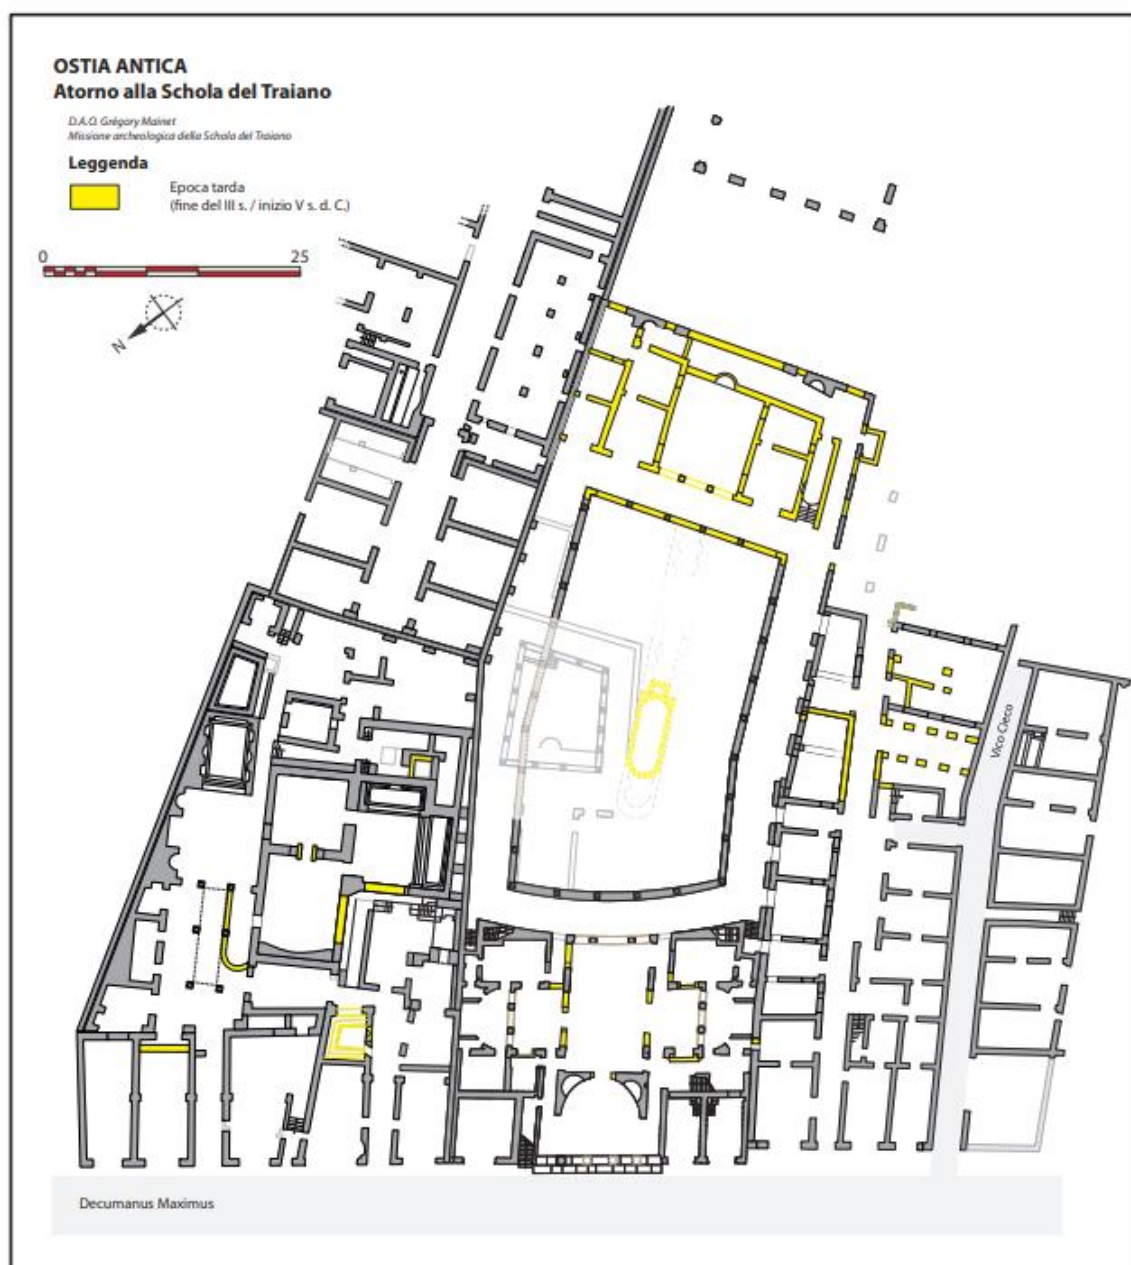 OSTIA ANTICA
Atorno alla Schola del Traiano
D.A.O. Grégory Mainet
Missione archeologica della Schola del Traiano
Leggenda
Epoca tarda
(fine del III s. / inizio V s. d. C.)
0 25
N
Vico Cieco
Decumanus Maximus